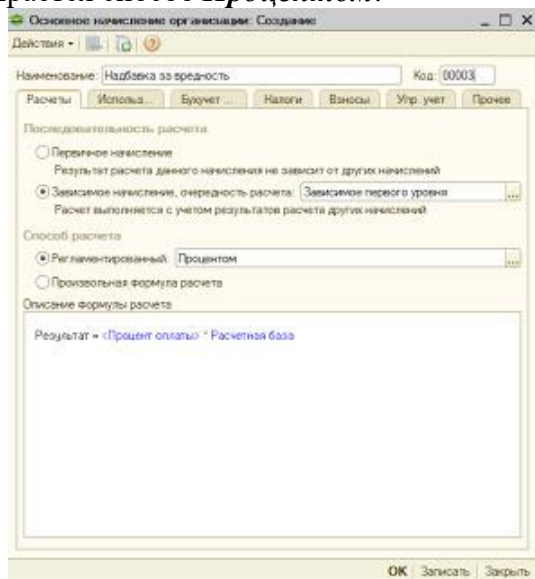 Процентом.
Основное начисление организации: Создание
Действия
Наименование: Надбавка за вредность Код: 00003
Расчеты Использ... Бухучет ... Налоги Взносы Упр. учет Прочее
Последовательность расчета
Первичное начисление
Результат расчета данного начисления не зависит от других начислений
Зависимое начисление, очередность расчета: Зависимое первого уровня ...
Расчет выполняется с учетом результатов расчета других начислений
Способ расчета
Регламентированный Процентом ...
Произвольная формула расчета
Описание формулы расчета
Результат = <Процент оплаты> * Расчетная база
OK Записать Закрыть